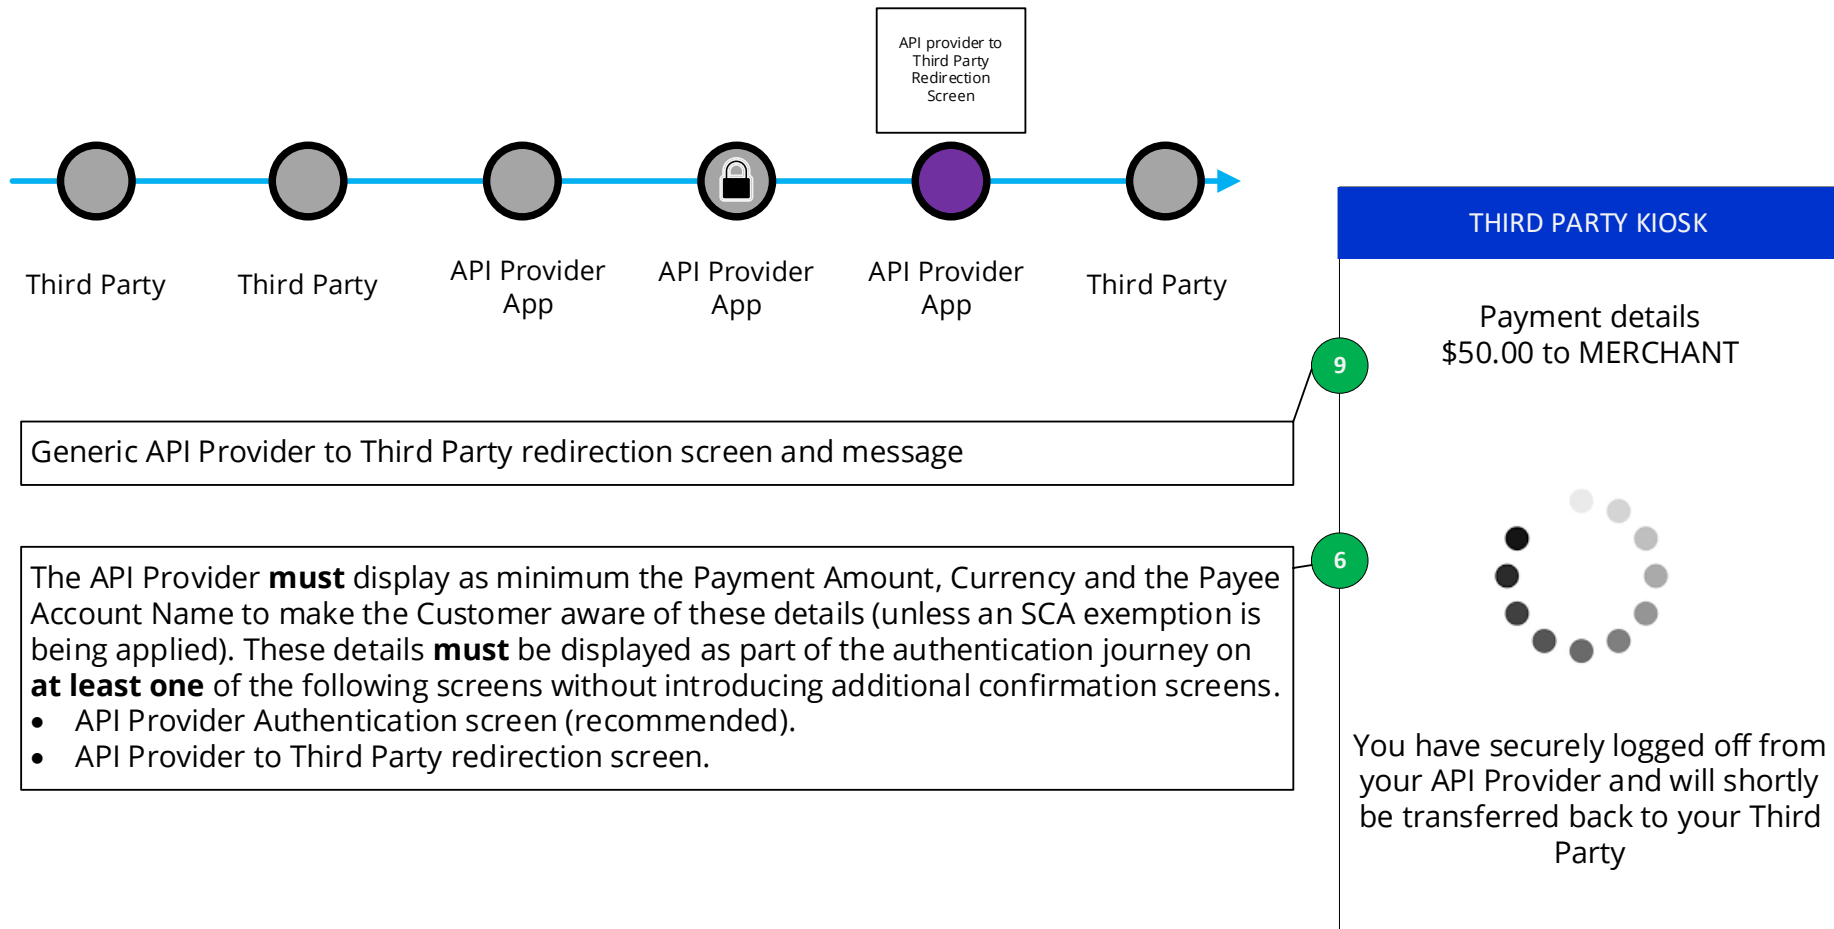 API provider to
Third Party
Redirection
Screen
Third Party
Third Party
API Provider
App
API Provider
App
API Provider
App
Third Party
THIRD PARTY KIOSK
Payment details
$50.00 to MERCHANT
9
Generic API Provider to Third Party redirection screen and message
6
The API Provider must display as minimum the Payment Amount, Currency and the Payee
Account Name to make the Customer aware of these details (unless an SCA exemption is
being applied). These details must be displayed as part of the authentication journey on
at least one of the following screens without introducing additional confirmation screens.
• API Provider Authentication screen (recommended).
• API Provider to Third Party redirection screen.
You have securely logged off from
your API Provider and will shortly
be transferred back to your Third
Party